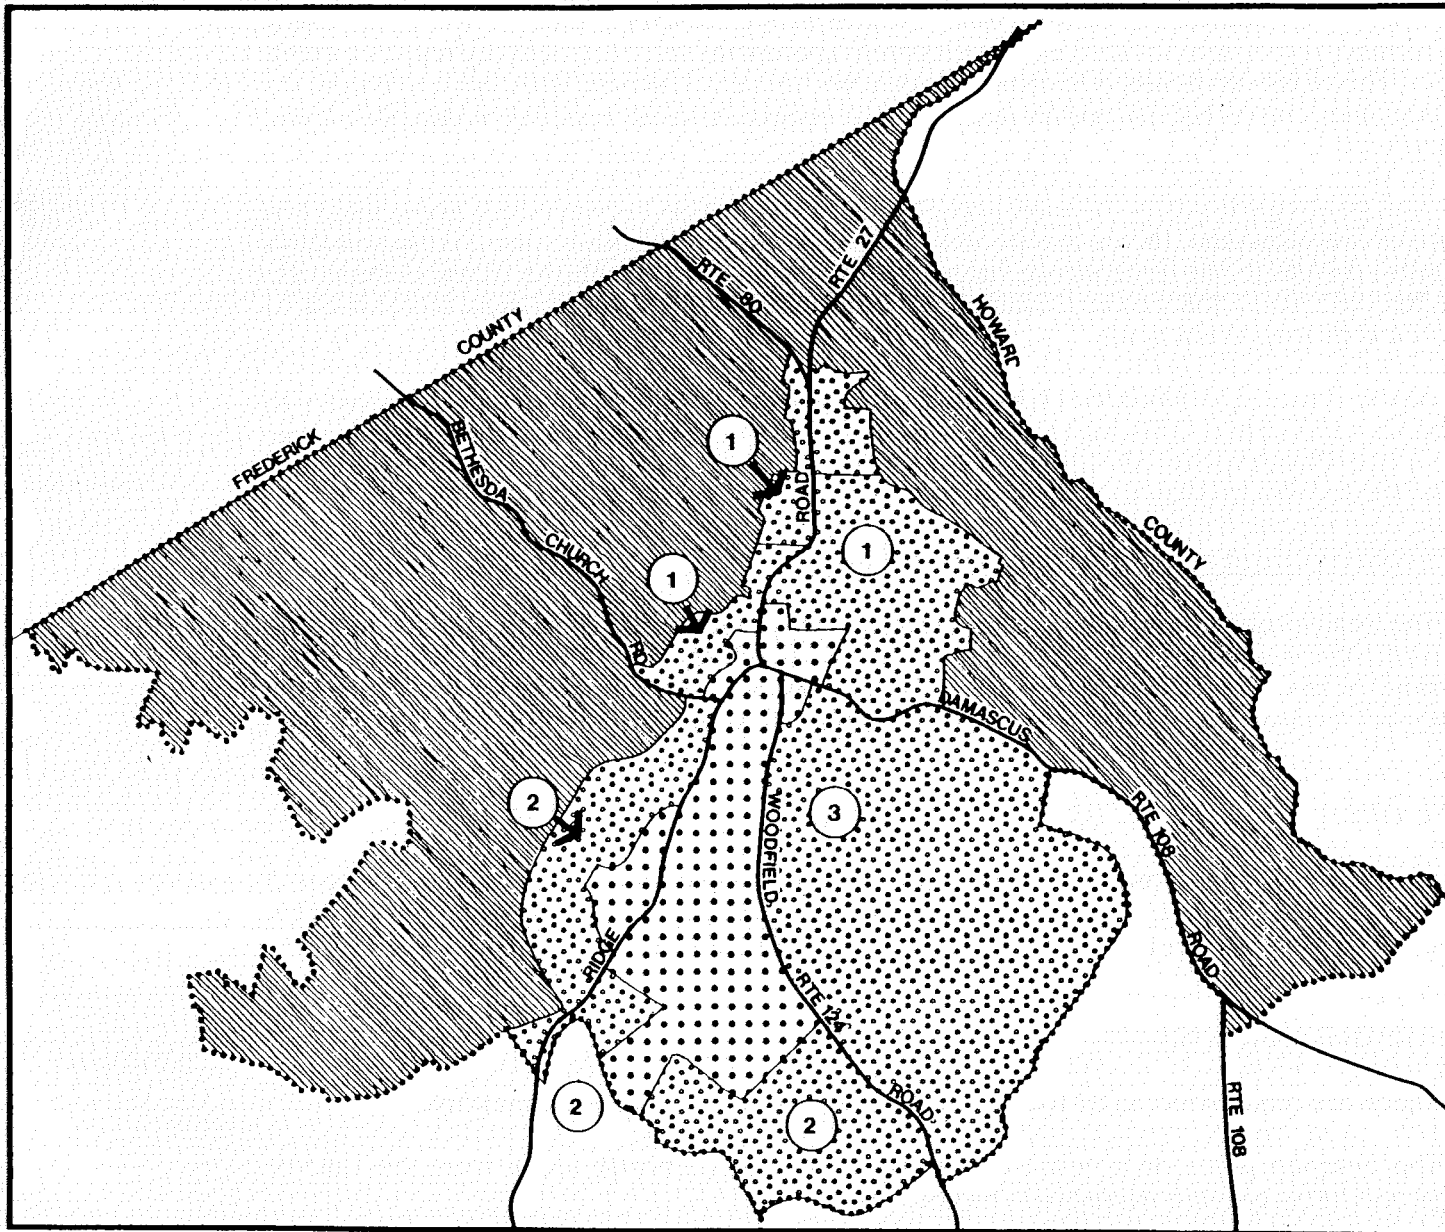 RTE 27
RTE 80
HOWARD
COUNTY
COUNTY
FREDERICK
BETHESDA
CHURCH
RD
1
ROAD
1
1
DAMASCUS
2
3
WOODFIELD
RTE 108
RIDGE
ROAD
RTE 124
ROAD
2
2
RTE 108